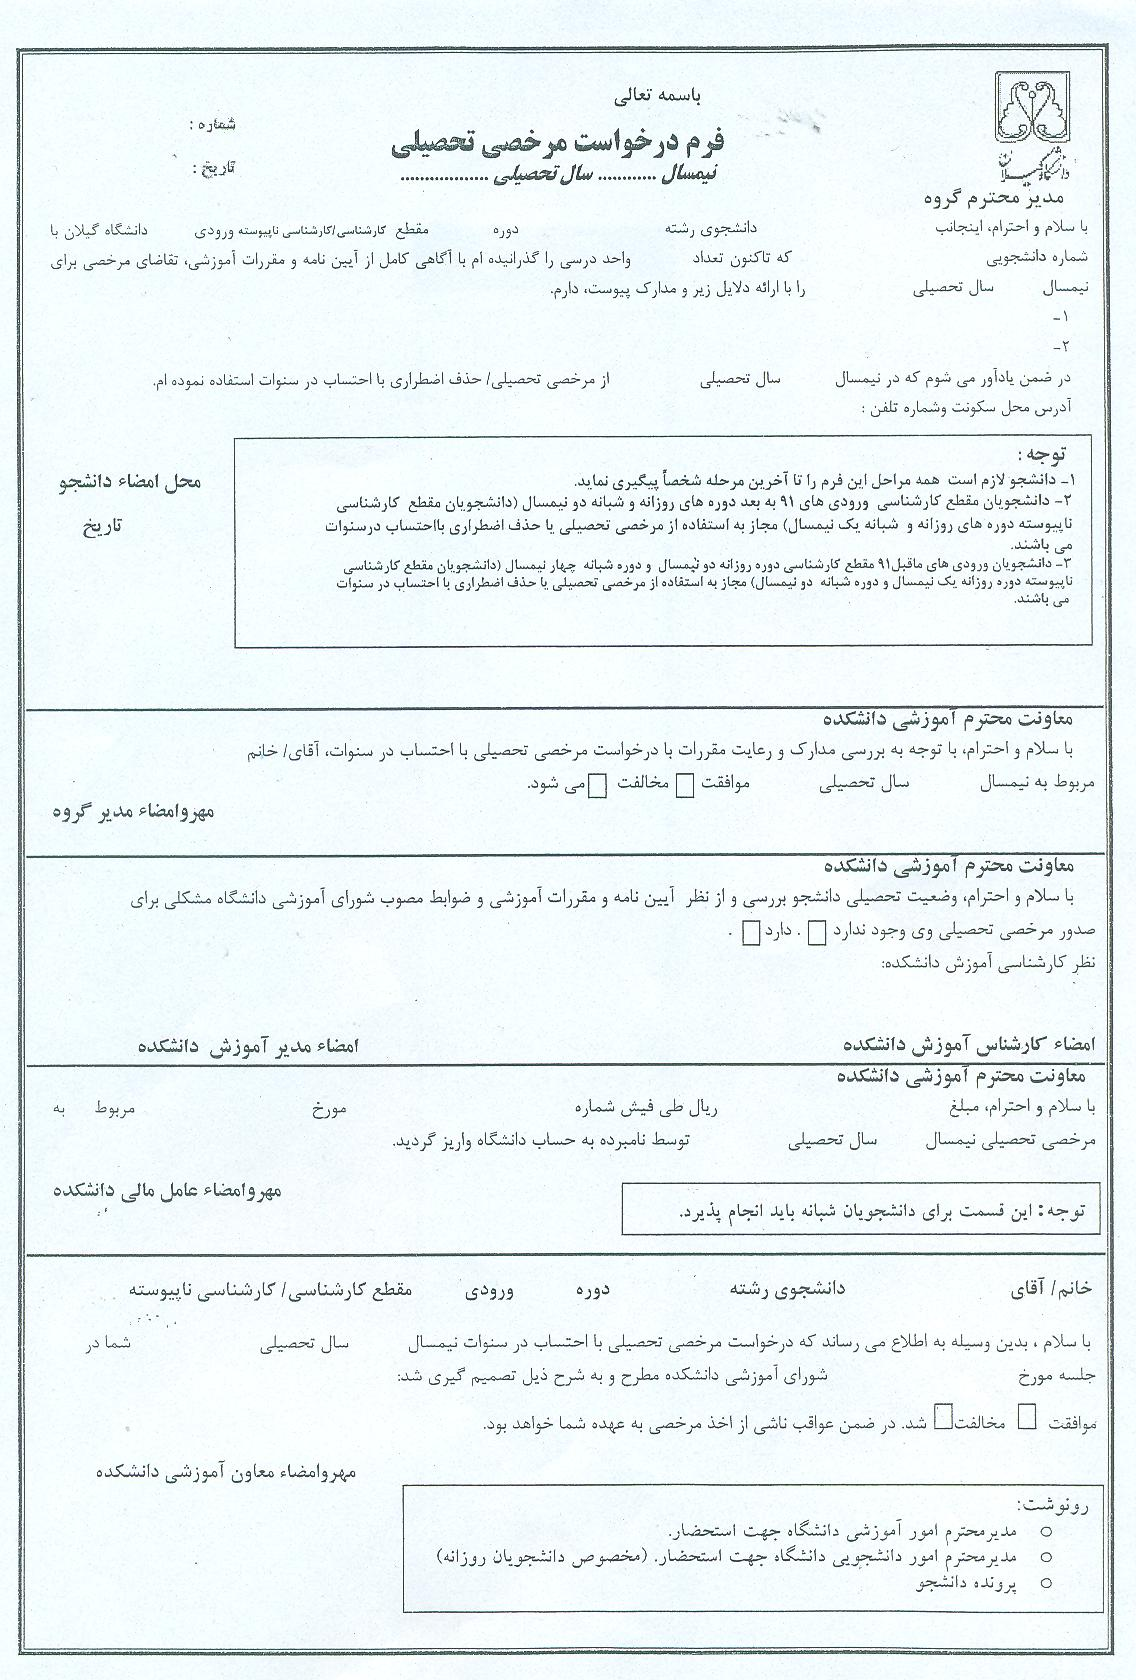 باسمه تعالی
شماره :
فرم درخواست مرخصی تحصیلی
تاریخ :
نیمسال ............ سال تحصیلی ..................
دانشگاه گیلان
مدیر محترم گروه
با سلام و احترام، اینجانب دانشجوی رشته دوره مقطع کارشناسی/کارشناسی ناپیوسته ورودی دانشگاه گیلان با
شماره دانشجویی که تاکنون تعداد واحد درسی را گذرانیده ام با آگاهی کامل از آیین نامه و مقررات آموزشی، تقاضای مرخصی برای
نیمسال سال تحصیلی را با ارائه دلایل زیر و مدارک پیوست، دارم.
۱-
۲-
در ضمن یادآور می شوم که در نیمسال سال تحصیلی از مرخصی تحصیلی/ حذف اضطراری با احتساب در سنوات استفاده نموده ام.
آدرس محل سکونت وشماره تلفن :
توجه :
۱- دانشجو لازم است همه مراحل این فرم را تا آخرین مرحله شخصاً پیگیری نماید.
۲- دانشجویان مقطع کارشناسی ورودی های ۹۱ به بعد دوره های روزانه و شبانه دو نیمسال (دانشجویان مقطع کارشناسی
ناپیوسته دوره های روزانه و شبانه یک نیمسال) مجاز به استفاده از مرخصی تحصیلی یا حذف اضطراری بااحتساب درسنوات
می باشند.
۳- دانشجویان ورودی های ماقبل۹۱ مقطع کارشناسی دوره روزانه دو نیمسال و دوره شبانه چهار نیمسال (دانشجویان مقطع کارشناسی
ناپیوسته دوره روزانه یک نیمسال و دوره شبانه دو نیمسال) مجاز به استفاده از مرخصی تحصیلی یا حذف اضطراری با احتساب در سنوات
می باشند.
محل امضاء دانشجو
تاریخ
معاونت محترم آموزشی دانشکده
با سلام و احترام، با توجه به بررسی مدارک و رعایت مقررات با درخواست مرخصی تحصیلی با احتساب در سنوات، آقای/ خانم
مربوط به نیمسال سال تحصیلی موافقت □ مخالفت □ می شود.
مهروامضاء مدیر گروه
معاونت محترم آموزشی دانشکده
با سلام و احترام، وضعیت تحصیلی دانشجو بررسی و از نظر آیین نامه و مقررات آموزشی و ضوابط مصوب شورای آموزشی دانشگاه مشکلی برای
صدور مرخصی تحصیلی وی وجود ندارد □ . دارد □ .
نظر کارشناسی آموزش دانشکده:
امضاء کارشناس آموزش دانشکده امضاء مدیر آموزش دانشکده
معاونت محترم آموزشی دانشکده
با سلام و احترام، مبلغ ریال طی فیش شماره مورخ مربوط به
مرخصی تحصیلی نیمسال سال تحصیلی توسط نامبرده به حساب دانشگاه واریز گردید.
مهروامضاء عامل مالی دانشکده
توجه : این قسمت برای دانشجویان شبانه باید انجام پذیرد.
خانم/ آقای دانشجوی رشته دوره ورودی مقطع کارشناسی/ کارشناسی ناپیوسته
با سلام ، بدین وسیله به اطلاع می رساند که درخواست مرخصی تحصیلی با احتساب در سنوات نیمسال سال تحصیلی شما در
جلسه مورخ شورای آموزشی دانشکده مطرح و به شرح ذیل تصمیم گیری شد:
موافقت □ مخالفت □ شد. در ضمن عواقب ناشی از اخذ مرخصی به عهده شما خواهد بود.
مهروامضاء معاون آموزشی دانشکده
رونوشت:
○ مدیرمحترم امور آموزشی دانشگاه جهت استحضار.
○ مدیرمحترم امور دانشجویی دانشگاه جهت استحضار. (مخصوص دانشجویان روزانه)
○ پرونده دانشجو